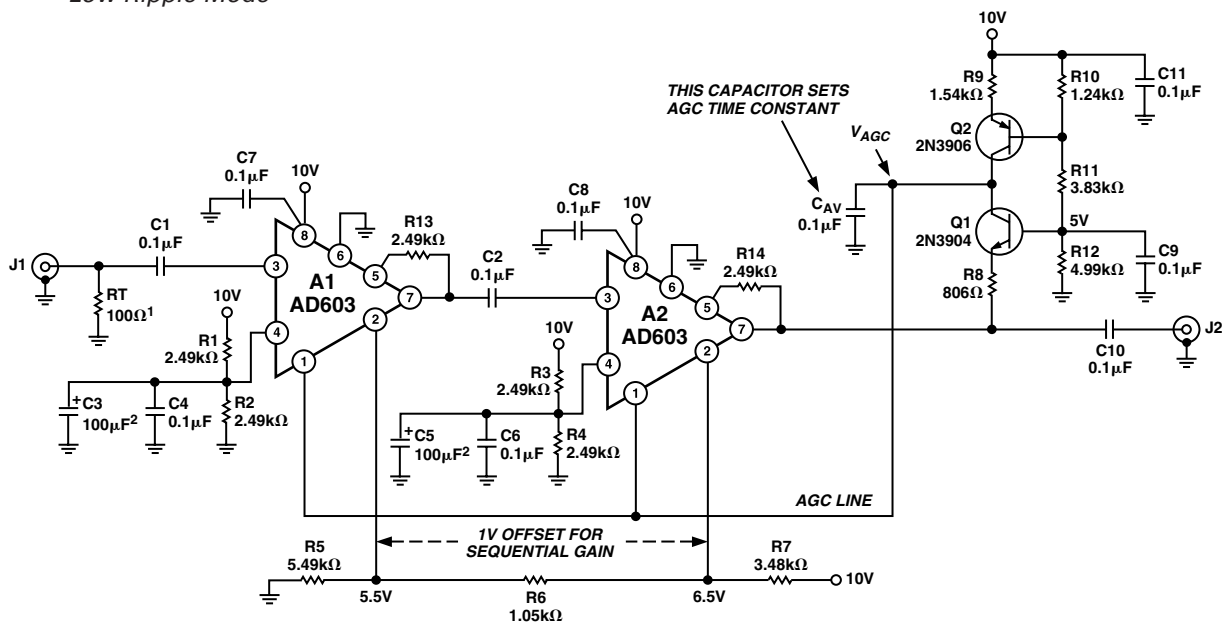 Low Ripple Mode
10V
THIS CAPACITOR SETS
AGC TIME CONSTANT
R9
1.54kΩ
R10
1.24kΩ
C11
0.1µF
Q2
2N3906
VAGC
C7
0.1µF
10V
C8
0.1µF
10V
CAV
0.1µF
R11
3.83kΩ
R13
2.49kΩ
Q1
2N3904
5V
C1
0.1µF
8
6
5
7
3
A1
AD603
4
2
1
C2
0.1µF
R14
2.49kΩ
8
6
5
7
3
A2
AD603
4
2
1
R12
4.99kΩ
C9
0.1µF
R8
806Ω
J1
RT
100Ω1
10V
R1
2.49kΩ
10V
R3
2.49kΩ
J2
C10
0.1µF
+
C3
100µF2
C4
0.1µF
R2
2.49kΩ
+
C5
100µF2
C6
0.1µF
R4
2.49kΩ
AGC LINE
1V OFFSET FOR
SEQUENTIAL GAIN
R5
5.49kΩ
R7
3.48kΩ
10V
5.5V
R6
1.05kΩ
6.5V